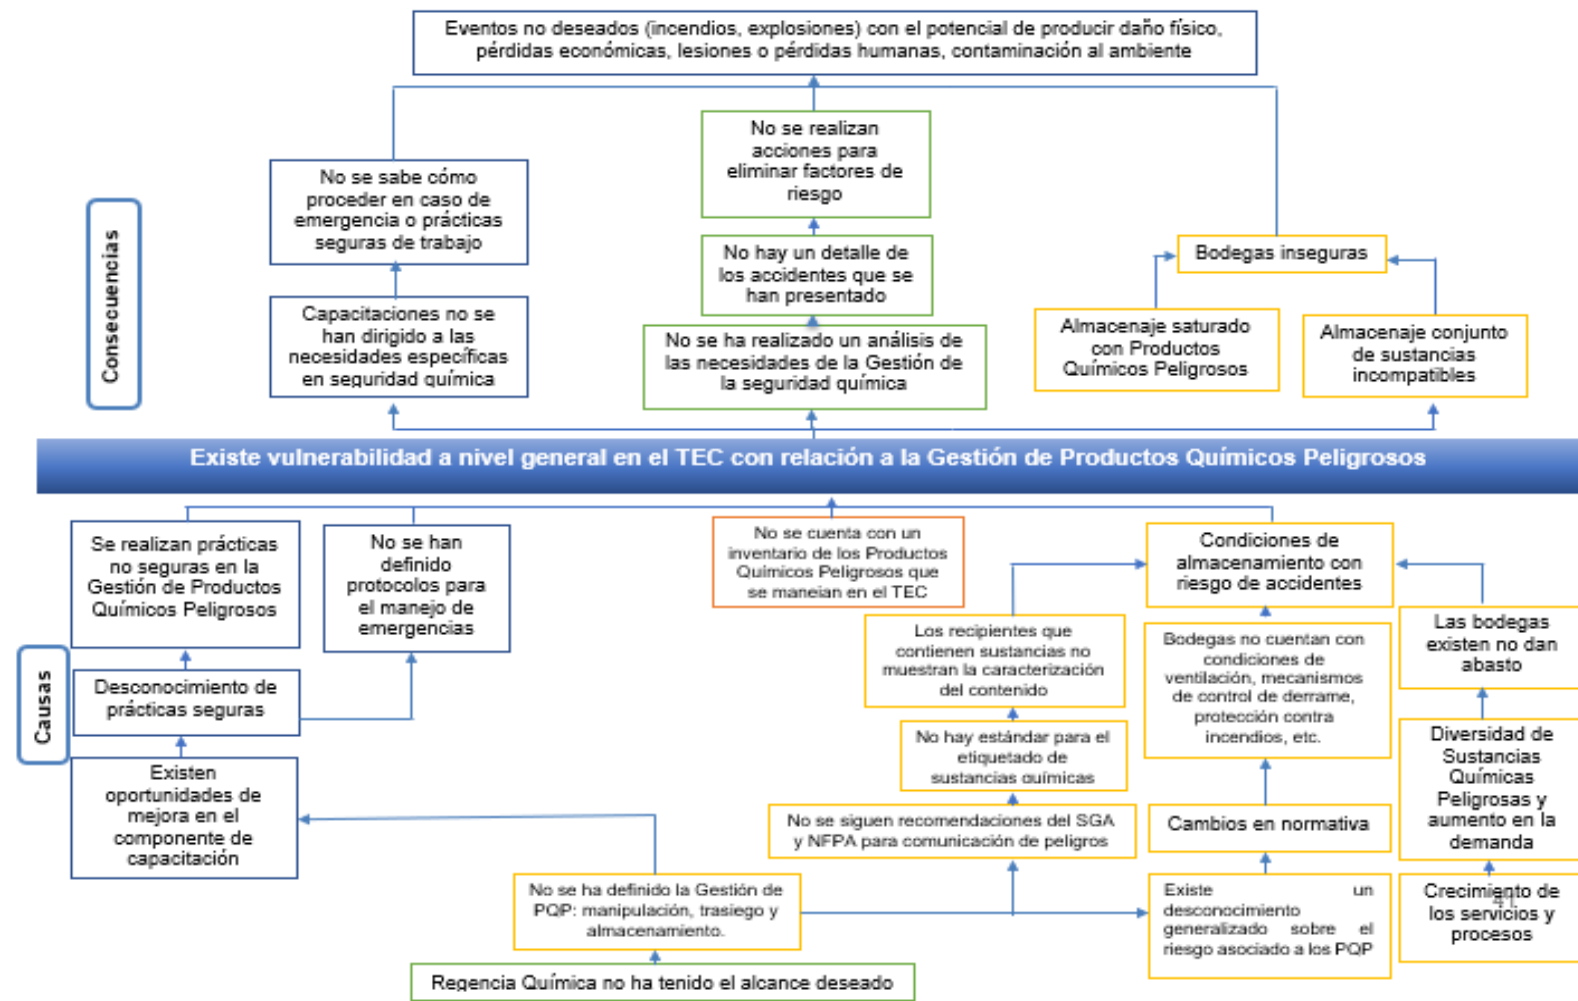 Eventos no deseados (incendios, explosiones) con el potencial de producir daño físico,
pérdidas económicas, lesiones o pérdidas humanas, contaminación al ambiente
Consecuencias
No se sabe cómo
proceder en caso de
emergencia o prácticas
seguras de trabajo
No se realizan
acciones para
eliminar factores de
riesgo
No hay un detalle de
los accidentes que se
han presentado
Bodegas inseguras
Capacitaciones no se
han dirigido a las
necesidades específicas
en seguridad química
No se ha realizado un análisis de
las necesidades de la Gestión de
la seguridad química
Almacenaje saturado
con Productos
Químicos Peligrosos
Almacenaje conjunto
de sustancias
incompatibles
Existe vulnerabilidad a nivel general en el TEC con relación a la Gestión de Productos Químicos Peligrosos
Causas
Se realizan prácticas
no seguras en la
Gestión de Productos
Químicos Peligrosos
No se han
definido
protocolos para
el manejo de
emergencias
No se cuenta con un
inventario de los Productos
Químicos Peligrosos que
se manejan en el TEC
Condiciones de
almacenamiento con
riesgo de accidentes
Desconocimiento de
prácticas seguras
Los recipientes que
contienen sustancias no
muestran la caracterización
del contenido
Bodegas no cuentan con
condiciones de
ventilación, mecanismos
de control de derrame,
protección contra
incendios, etc.
Las bodegas
existen no dan
abasto
Existen
oportunidades de
mejora en el
componente de
capacitación
No hay estándar para el
etiquetado de
sustancias químicas
Diversidad de
Sustancias
Químicas
Peligrosas y
aumento en la
demanda
No se siguen recomendaciones del SGA
y NFPA para comunicación de peligros
Cambios en normativa
No se ha definido la Gestión de
PQP: manipulación, trasiego y
almacenamiento.
Existe un
desconocimiento
generalizado sobre el
riesgo asociado a los PQP
Crecimiento de
los servicios y
procesos
41
Regencia Química no ha tenido el alcance deseado